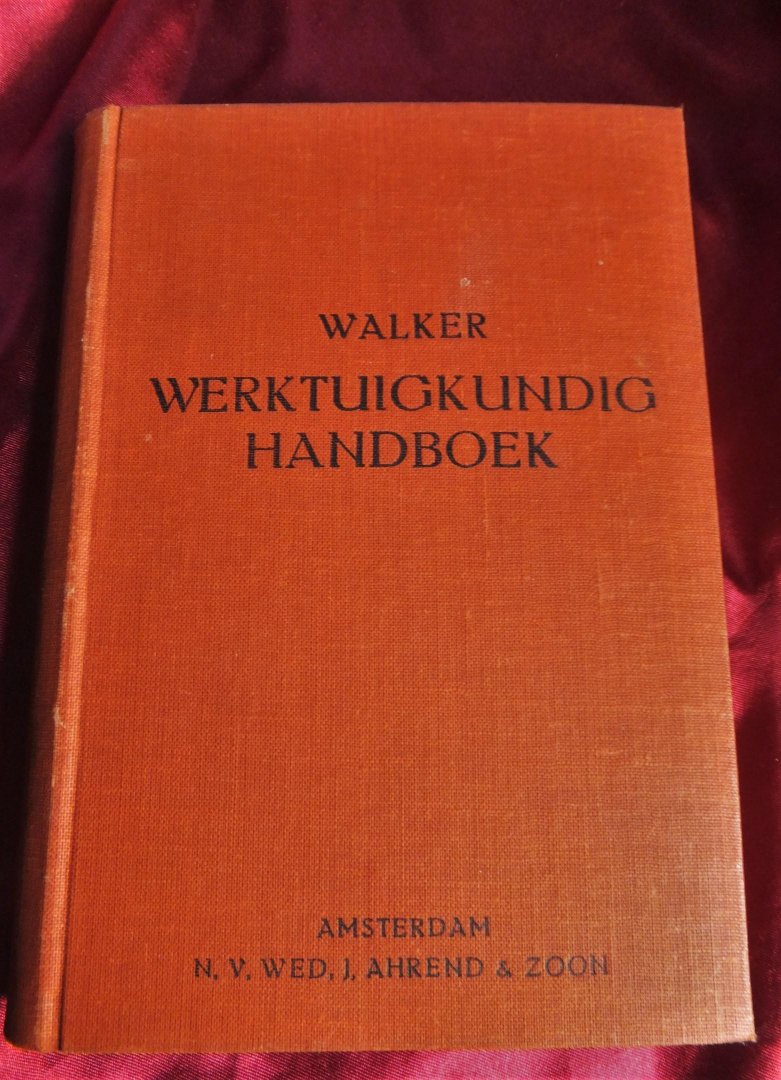 WALKER
WERKTUIGKUNDIG
HANDBOEK
AMSTERDAM
N. V. WED. J. AHREND & ZOON